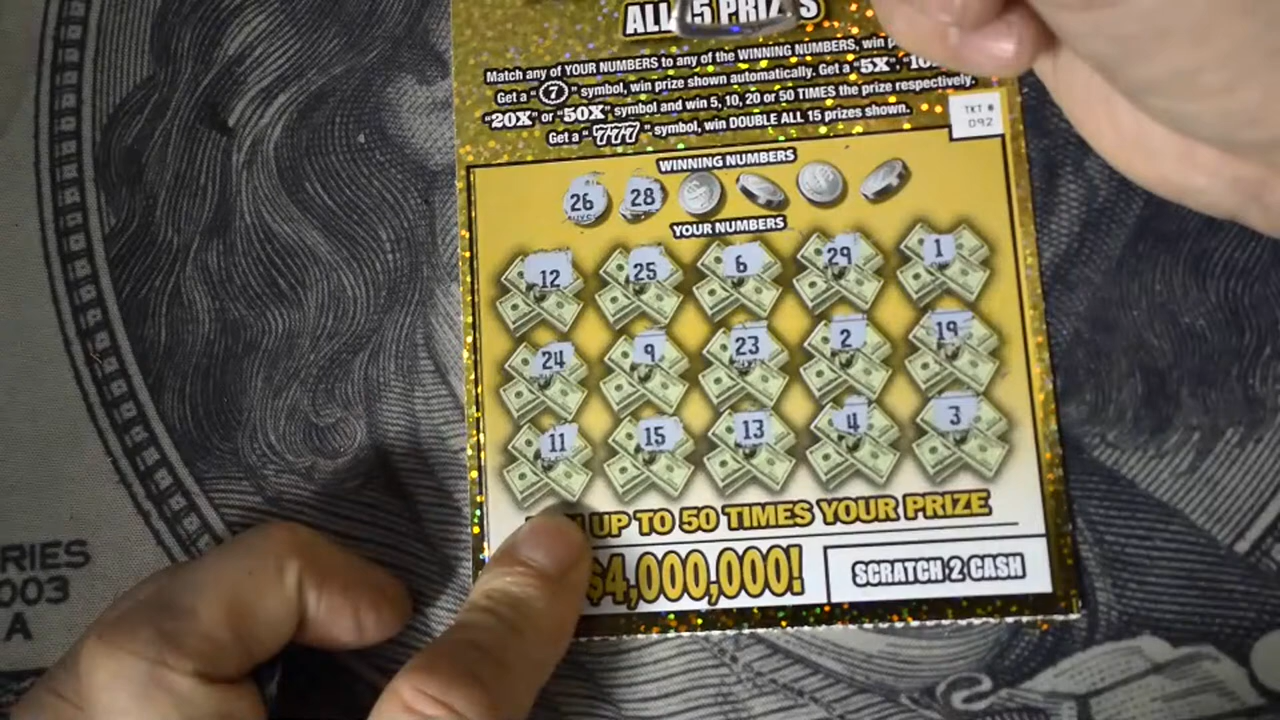 ALL 15 PRIZES
Match any of YOUR NUMBERS to any of the WINNING NUMBERS, win
Get a "7" symbol, win prize shown automatically. Get a "5X", "10
"20X" or "50X" symbol and win 5, 10, 20 or 50 TIMES the prize respectively.
Get a "777" symbol, win DOUBLE ALL 15 prizes shown.
TKT #
092
WINNING NUMBERS
26 28
YOUR NUMBERS
12 25 6 29 1
24 9 23 2 19
11 15 13 4 3
UP TO 50 TIMES YOUR PRIZE
$4,000,000!
SCRATCH 2 CASH
RIES
003
A